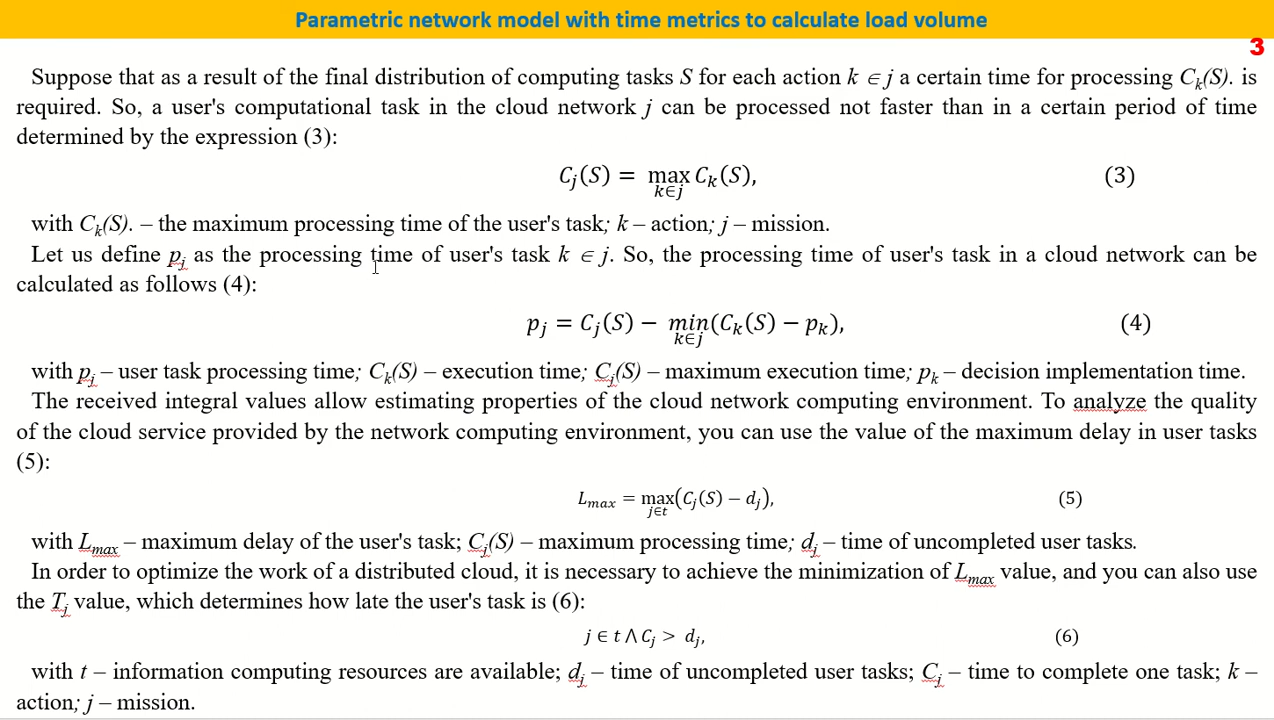 Parametric network model with time metrics to calculate load volume
3
Suppose that as a result of the final distribution of computing tasks S for each action k ∈ j a certain time for processing Cₖ(S). is
required. So, a user's computational task in the cloud network j can be processed not faster than in a certain period of time
determined by the expression (3):
Cⱼ(S) = max Cₖ(S), (3)
k∈j
with Cₖ(S). – the maximum processing time of the user's task; k – action; j – mission.
Let us define pⱼ as the processing time of user's task k ∈ j. So, the processing time of user's task in a cloud network can be
calculated as follows (4):
pⱼ = Cⱼ(S) − min(Cₖ(S) − pₖ), (4)
k∈j
with pⱼ – user task processing time; Cₖ(S) – execution time; Cⱼ(S) – maximum execution time; pₖ – decision implementation time.
The received integral values allow estimating properties of the cloud network computing environment. To analyze the quality
of the cloud service provided by the network computing environment, you can use the value of the maximum delay in user tasks
(5):
Lₘₐₓ = max(Cⱼ(S) − dⱼ), (5)
j∈t
with Lₘₐₓ – maximum delay of the user's task; Cⱼ(S) – maximum processing time; dⱼ – time of uncompleted user tasks.
In order to optimize the work of a distributed cloud, it is necessary to achieve the minimization of Lₘₐₓ value, and you can also use
the Tⱼ value, which determines how late the user's task is (6):
j ∈ t ∧ Cⱼ > dⱼ, (6)
with t – information computing resources are available; dⱼ – time of uncompleted user tasks; Cⱼ – time to complete one task; k –
action; j – mission.